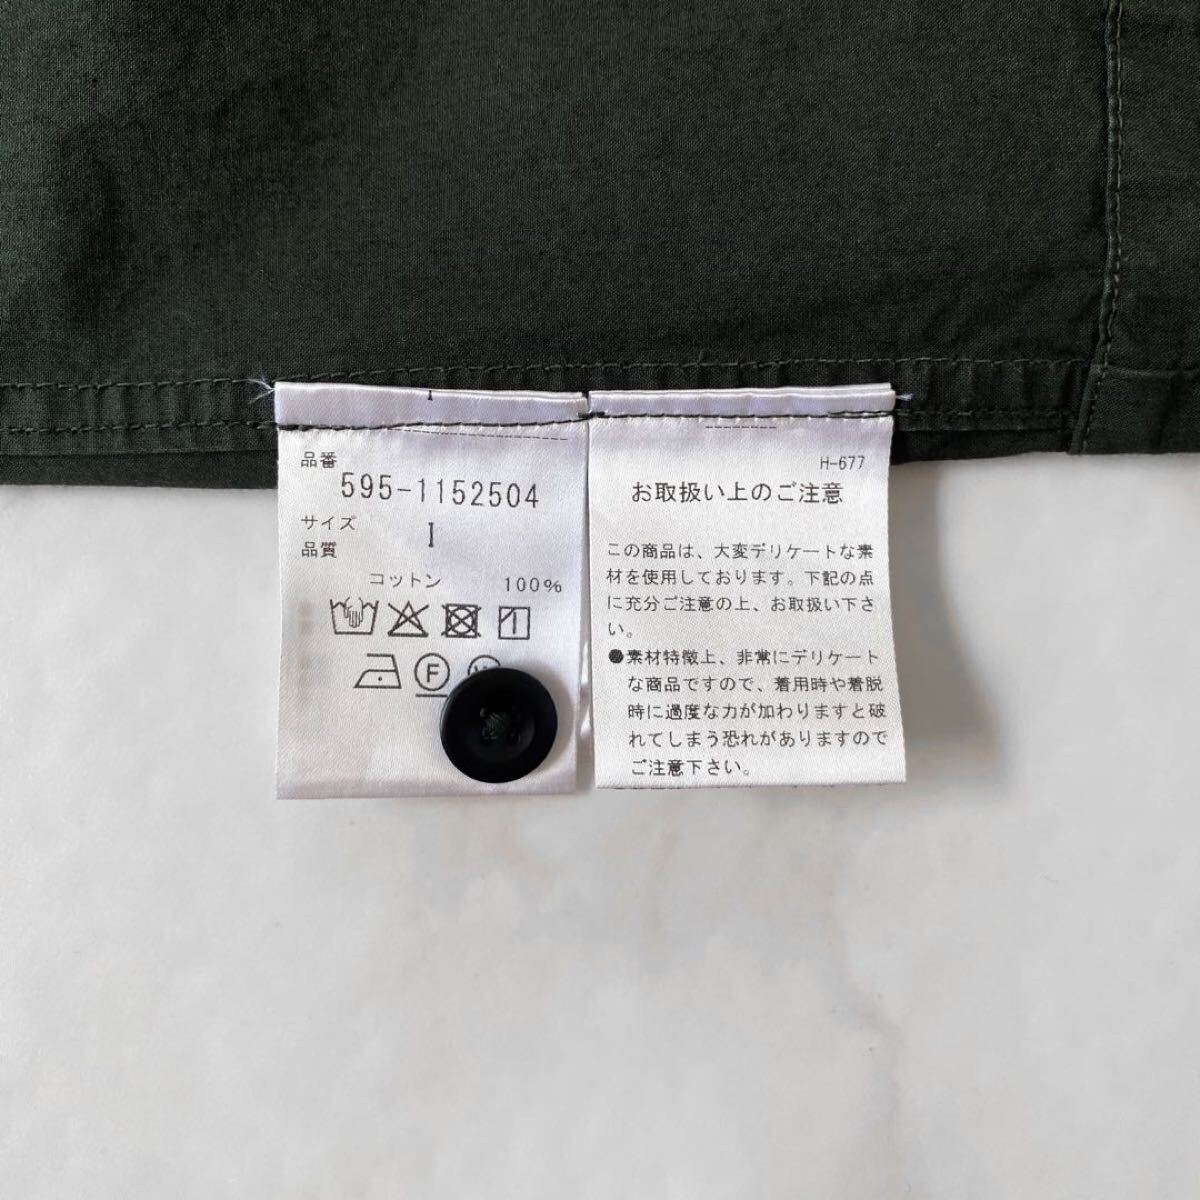 品番
595-1152504
サイズ I
品質
コットン 100%
F
H-677
お取扱い上のご注意
この商品は、大変デリケートな素
材を使用しております。下記の点
に充分ご注意の上、お取扱い下さ
い。
●素材特徴上、非常にデリケート
な商品ですので、着用時や着脱
時に過度な力が加わりますと破
れてしまう恐れがありますので
ご注意下さい。